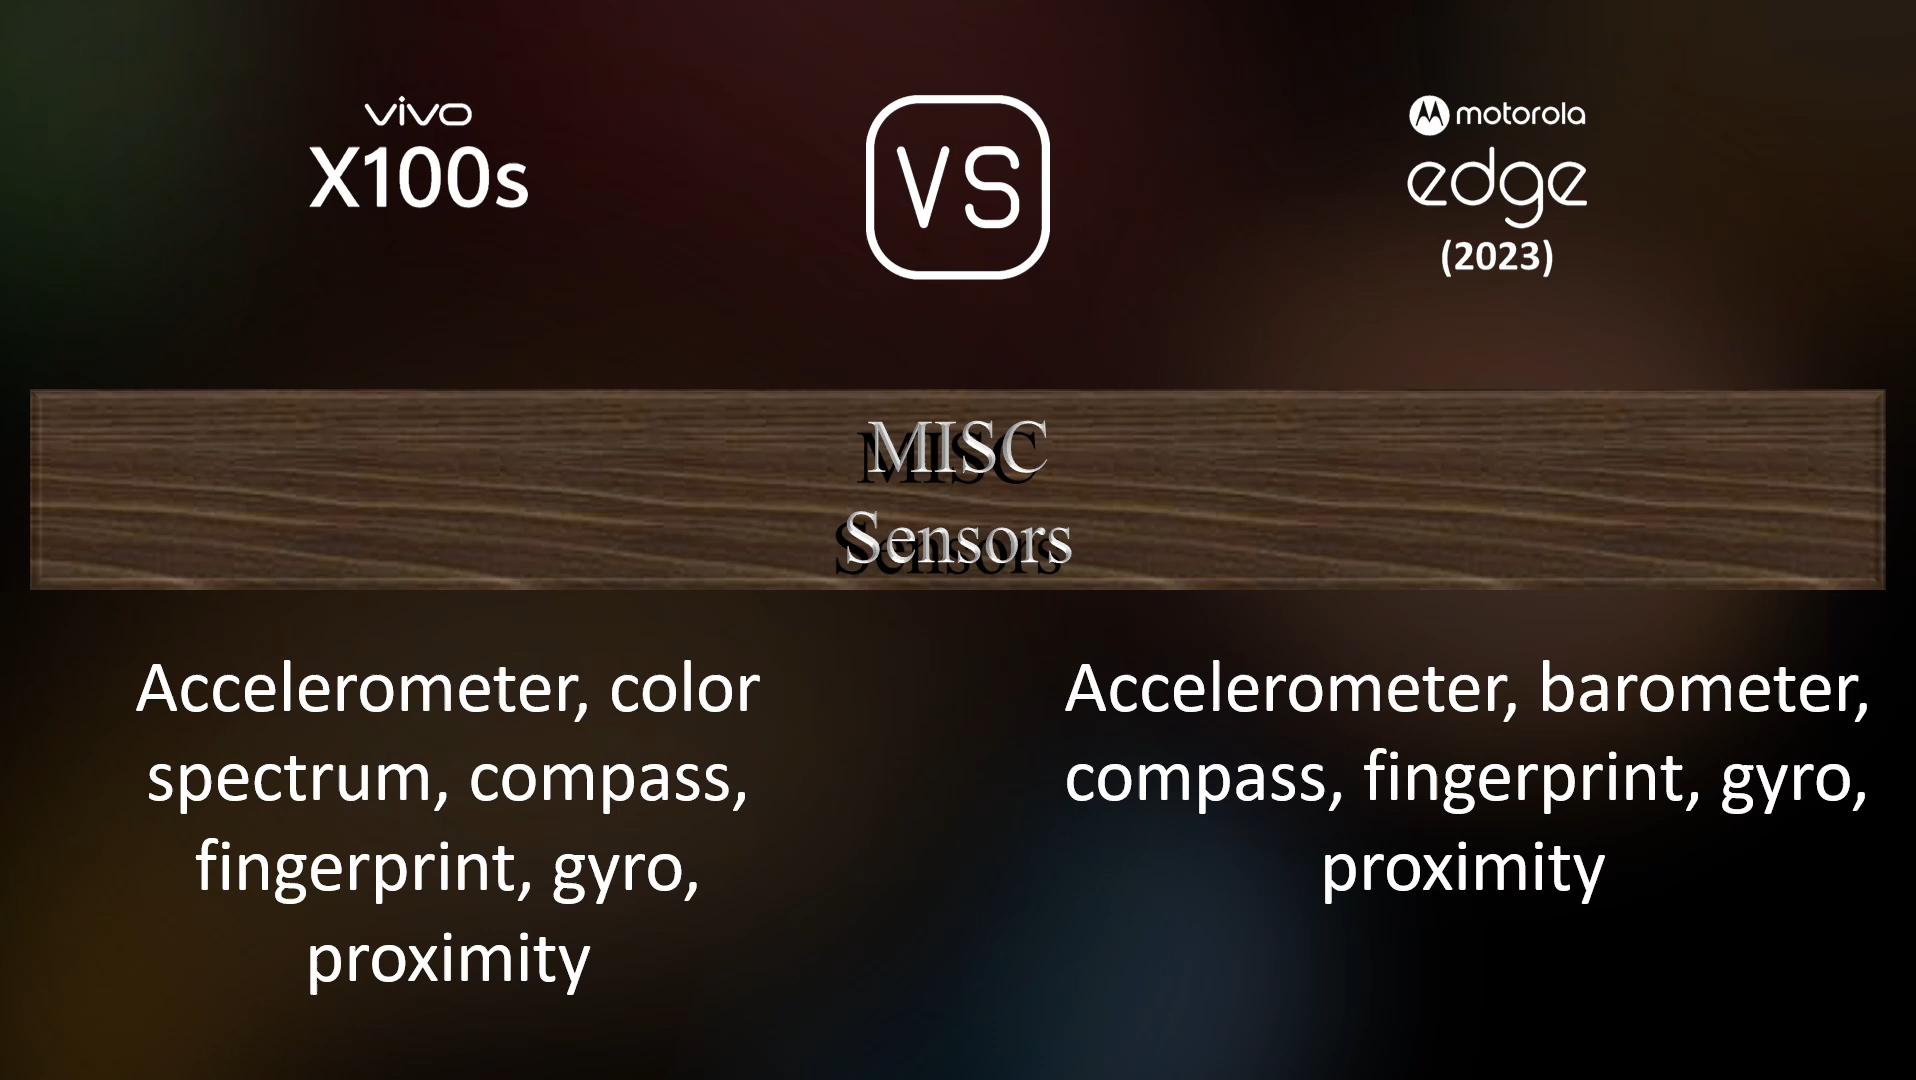 vivo
X100s
VS
motorola
edge
(2023)
MISC
Sensors
Accelerometer, color
spectrum, compass,
fingerprint, gyro,
proximity
Accelerometer, barometer,
compass, fingerprint, gyro,
proximity